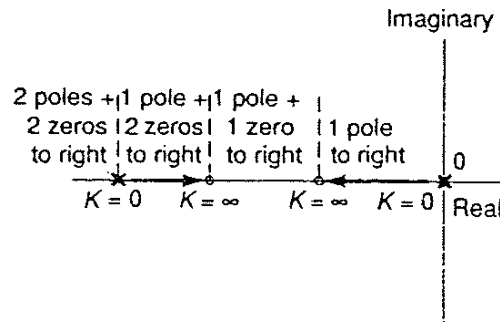 Imaginary
2 poles + 1 pole + 1 pole +
2 zeros 2 zeros 1 zero 1 pole
to right to right to right to right
0
K = 0 K = ∞ K = ∞ K = 0 Real